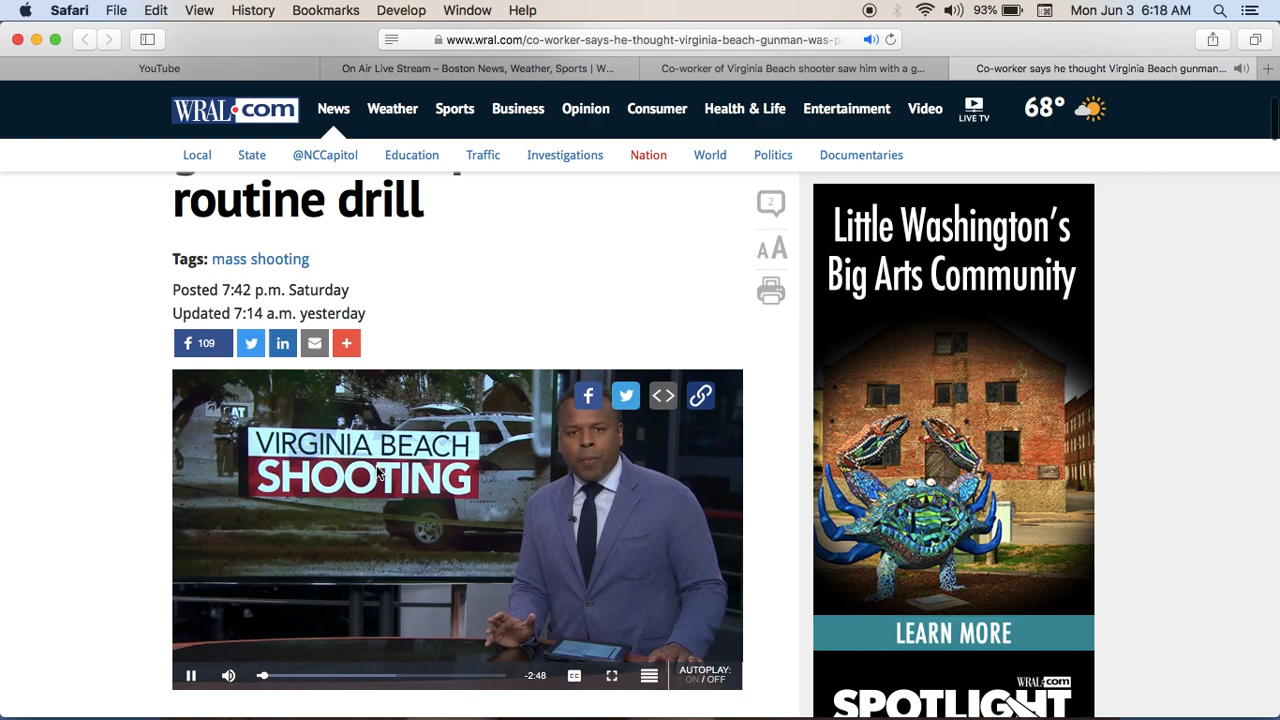 Safari File Edit View History Bookmarks Develop Window Help 93% Mon Jun 3 6:18 AM
www.wral.com/co-worker-says-he-thought-virginia-beach-gunman-was-p
YouTube
On Air Live Stream – Boston News, Weather, Sports | W...
Co-worker of Virginia Beach shooter saw him with a g...
Co-worker says he thought Virginia Beach gunman...
WRAL.com News Weather Sports Business Opinion Consumer Health & Life Entertainment Video LIVE TV 68°
Local State @NCCapitol Education Traffic Investigations Nation World Politics Documentaries
routine drill
2
AA
Tags: mass shooting
Posted 7:42 p.m. Saturday
Updated 7:14 a.m. yesterday
f 109
in
+
VIRGINIA BEACH
SHOOTING
-2:48
CC
AUTOPLAY:
ON / OFF
Little Washington's
Big Arts Community
LEARN MORE
WRAL.com
SPOTLIGHT